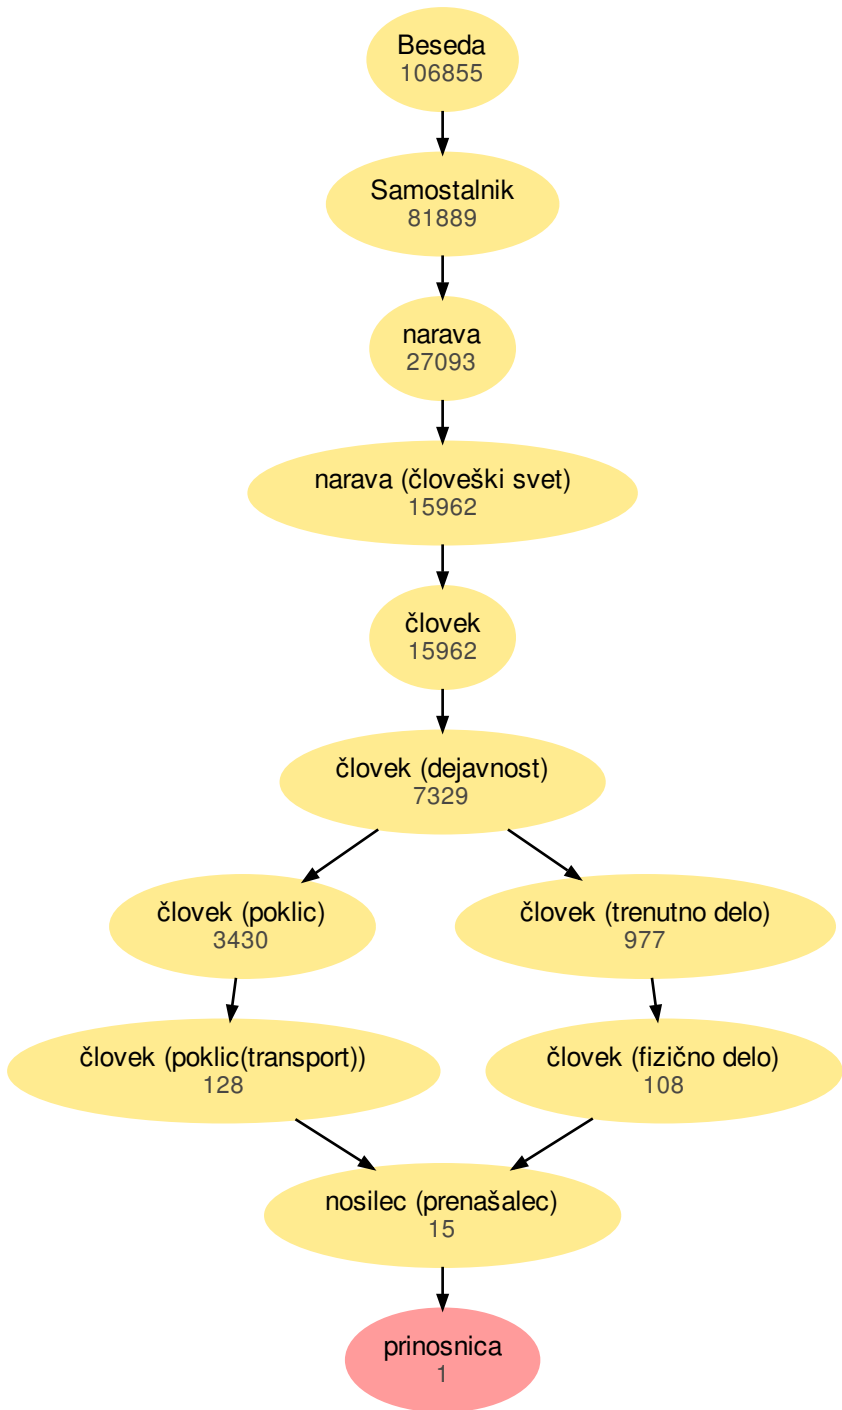 Beseda
106855
Samostalnik
81889
narava
27093
narava (človeški svet)
15962
človek
15962
človek (dejavnost)
7329
človek (poklic)
3430
človek (trenutno delo)
977
človek (poklic(transport))
128
človek (fizično delo)
108
nosilec (prenašalec)
15
prinosnica
1